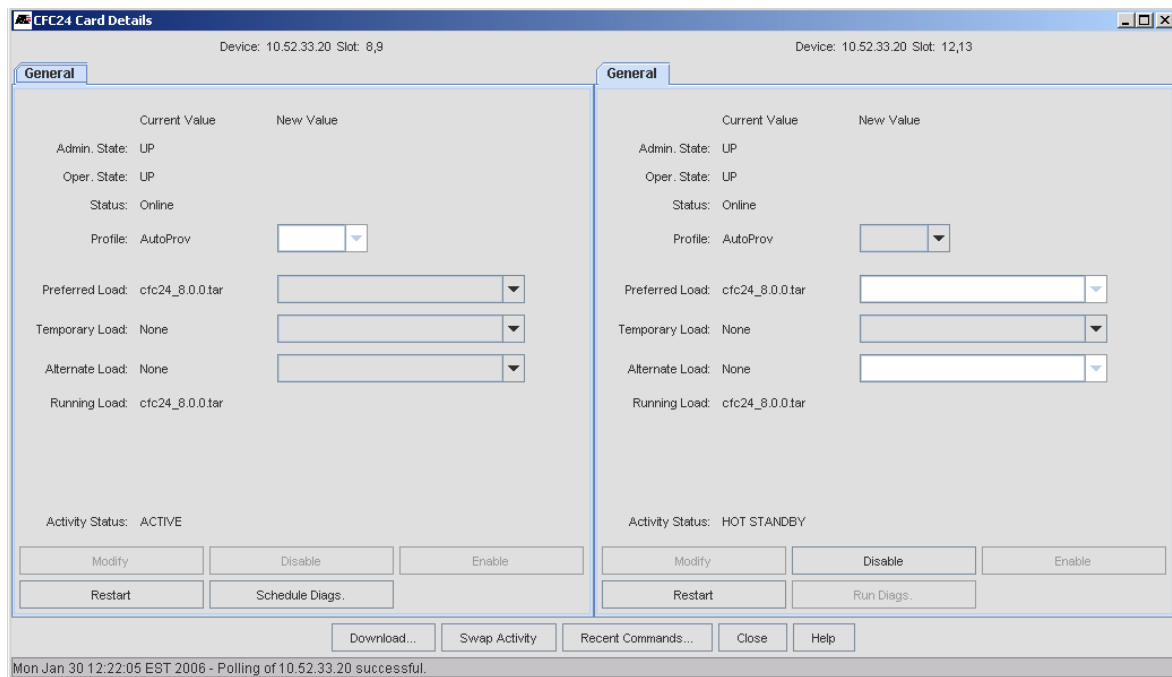 CFC24 Card Details
Device: 10.52.33.20 Slot: 8,9
General
Current Value New Value
Admin. State: UP
Oper. State: UP
Status: Online
Profile: AutoProv
Preferred Load: cfc24_8.0.0.tar
Temporary Load: None
Alternate Load: None
Running Load: cfc24_8.0.0.tar
Activity Status: ACTIVE
Modify Disable Enable
Restart Schedule Diags.
Device: 10.52.33.20 Slot: 12,13
General
Current Value New Value
Admin. State: UP
Oper. State: UP
Status: Online
Profile: AutoProv
Preferred Load: cfc24_8.0.0.tar
Temporary Load: None
Alternate Load: None
Running Load: cfc24_8.0.0.tar
Activity Status: HOT STANDBY
Modify Disable Enable
Restart Run Diags.
Download... Swap Activity Recent Commands... Close Help
Mon Jan 30 12:22:05 EST 2006 - Polling of 10.52.33.20 successful.